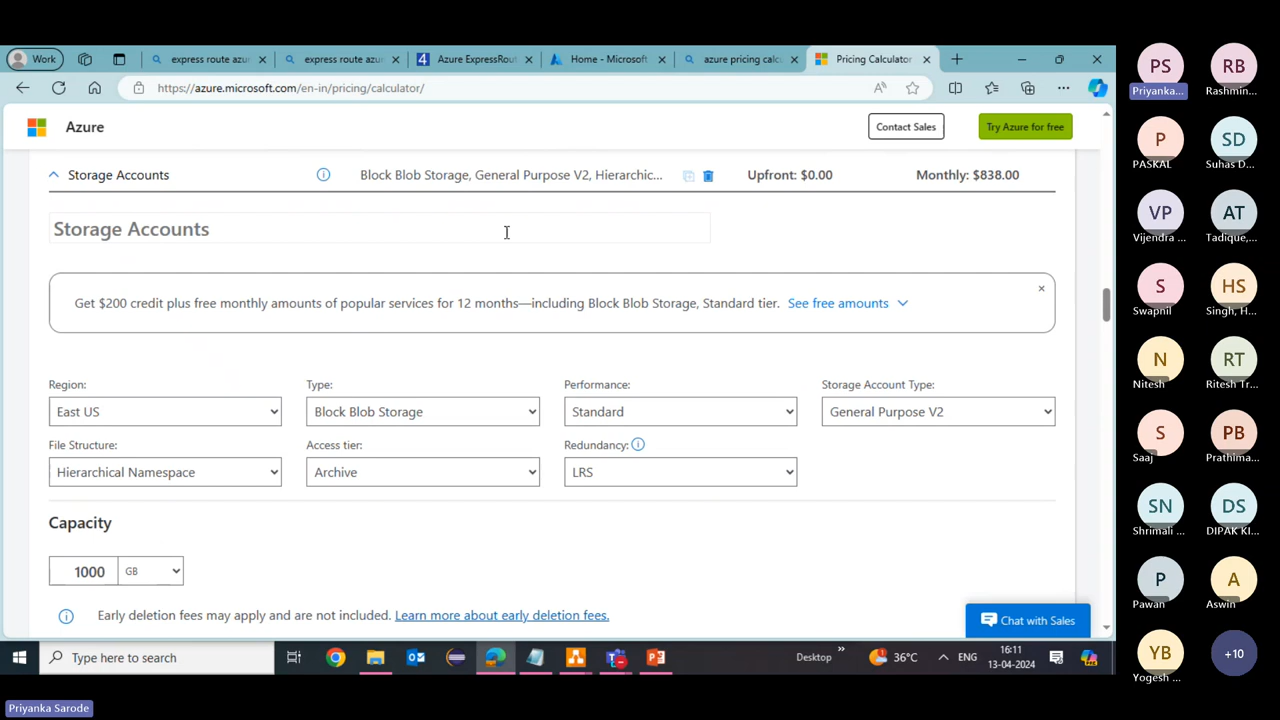 Work
express route azur
express route azur
4
Azure ExpressRout
Home - Microsoft
azure pricing calc
Pricing Calculator
https://azure.microsoft.com/en-in/pricing/calculator/
Azure
Contact Sales
Try Azure for free
Storage Accounts
Block Blob Storage, General Purpose V2, Hierarchic...
Upfront: $0.00
Monthly: $838.00
Storage Accounts
Get $200 credit plus free monthly amounts of popular services for 12 months—including Block Blob Storage, Standard tier. See free amounts
Region:
Type:
Performance:
Storage Account Type:
East US
Block Blob Storage
Standard
General Purpose V2
File Structure:
Access tier:
Redundancy:
Hierarchical Namespace
Archive
LRS
Capacity
1000
GB
Early deletion fees may apply and are not included. Learn more about early deletion fees.
Chat with Sales
Type here to search
Desktop
36°C
ENG
16:11
13-04-2024
PS
Priyanka...
RB
Rashmin...
P
PASKAL
SD
Suhas D...
VP
Vijendra ...
AT
Tadique,...
S
Swapnil
HS
Singh, H...
N
Nitesh
RT
Ritesh Tr...
S
Saaj
PB
Prathima...
SN
Shrimali ...
DS
DIPAK KI...
P
Pawan
A
Aswin
YB
Yogesh ...
+10
Priyanka Sarode